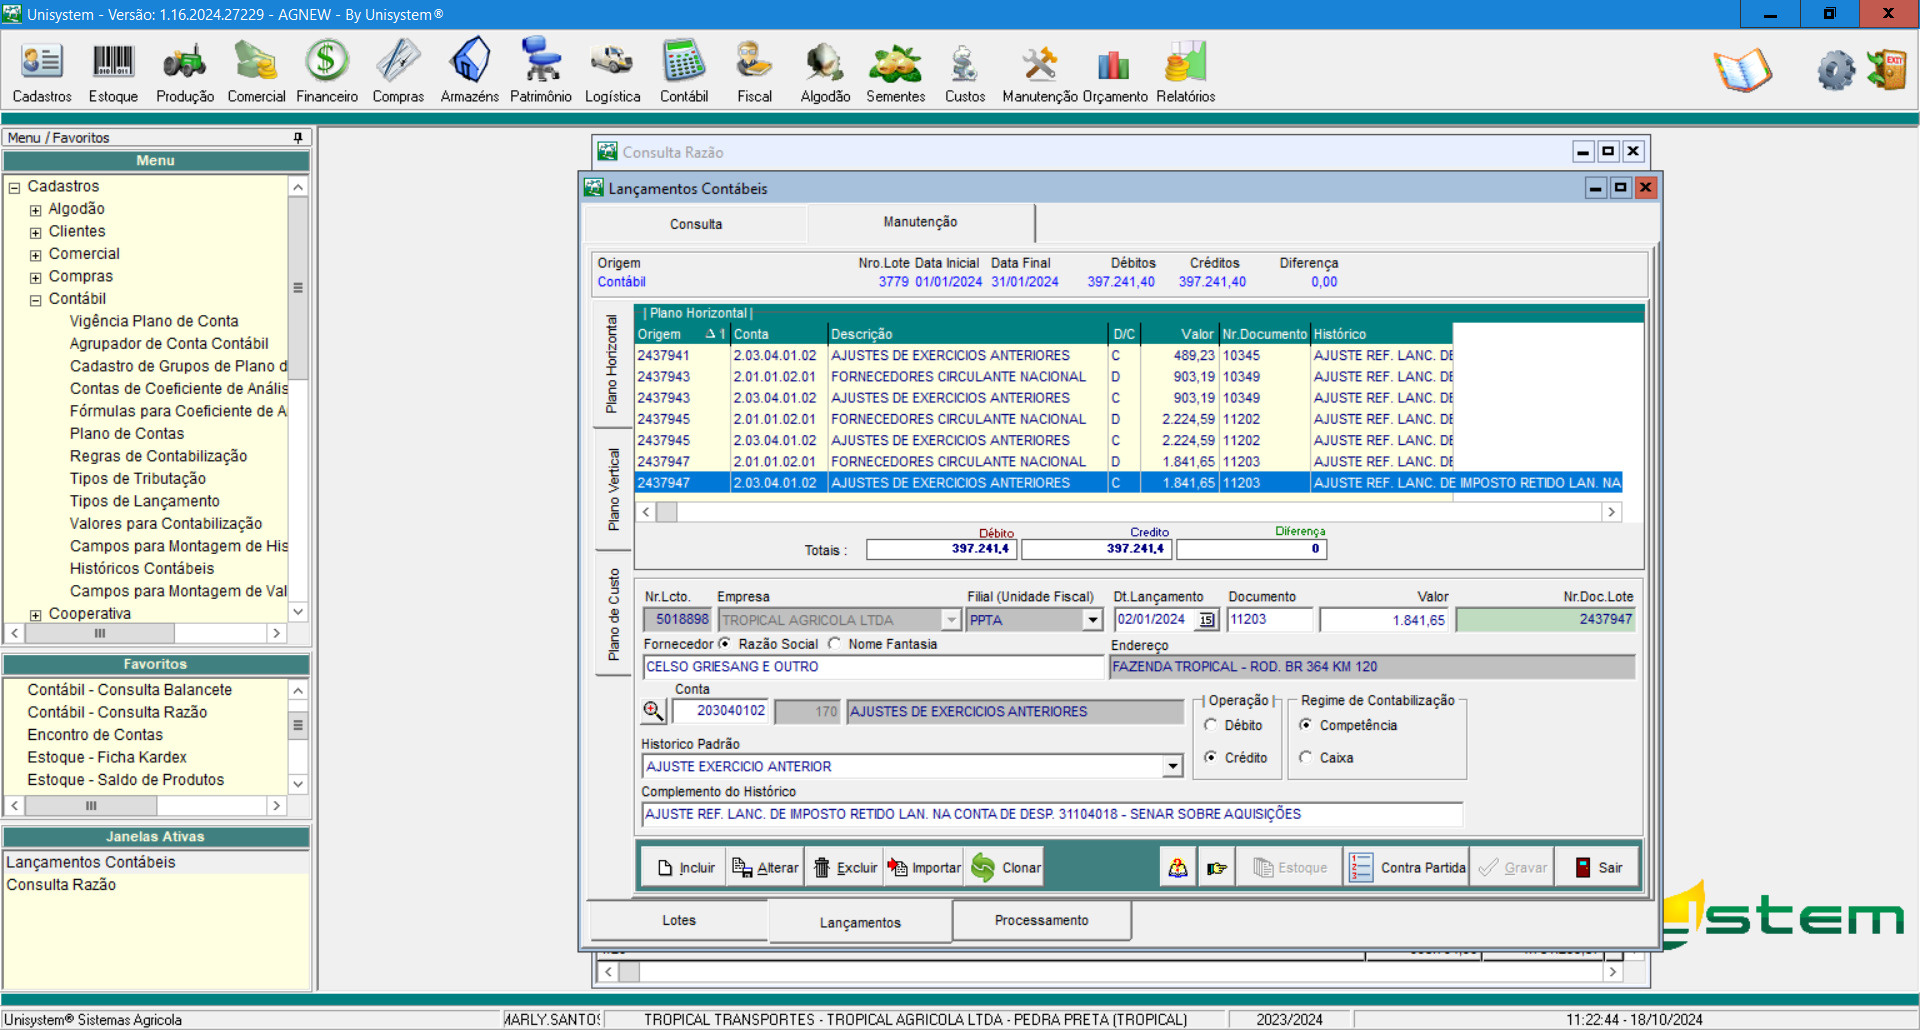 Unisystem - Versão: 1.16.2024.27229 - AGNEW - By Unisystem®
Cadastros Estoque Produção Comercial Financeiro Compras Armazéns Patrimônio Logística Contábil Fiscal Algodão Sementes Custos Manutenção Orçamento Relatórios
Menu / Favoritos
Menu
Cadastros
Algodão
Clientes
Comercial
Compras
Contábil
Vigência Plano de Conta
Agrupador de Conta Contábil
Cadastro de Grupos de Plano d
Contas de Coeficiente de Anális
Fórmulas para Coeficiente de A
Plano de Contas
Regras de Contabilização
Tipos de Tributação
Tipos de Lançamento
Valores para Contabilização
Campos para Montagem de His
Históricos Contábeis
Campos para Montagem de Val
Cooperativa
Favoritos
Contábil - Consulta Balancete
Contábil - Consulta Razão
Encontro de Contas
Estoque - Ficha Kardex
Estoque - Saldo de Produtos
Janelas Ativas
Lançamentos Contábeis
Consulta Razão
Consulta Razão
Lançamentos Contábeis
Consulta Manutenção
Origem Nro.Lote Data Inicial Data Final Débitos Créditos Diferença
Contábil 3779 01/01/2024 31/01/2024 397.241,40 397.241,40 0,00
Plano Horizontal
Plano Vertical
Plano de Custo
| Plano Horizontal |
Origem 1 Conta Descrição D/C Valor Nr.Documento Histórico
2437941 2.03.04.01.02 AJUSTES DE EXERCICIOS ANTERIORES C 489,23 10345 AJUSTE REF. LANC. DE
2437943 2.01.01.02.01 FORNECEDORES CIRCULANTE NACIONAL D 903,19 10349 AJUSTE REF. LANC. DE
2437943 2.03.04.01.02 AJUSTES DE EXERCICIOS ANTERIORES C 903,19 10349 AJUSTE REF. LANC. DE
2437945 2.01.01.02.01 FORNECEDORES CIRCULANTE NACIONAL D 2.224,59 11202 AJUSTE REF. LANC. DE
2437945 2.03.04.01.02 AJUSTES DE EXERCICIOS ANTERIORES C 2.224,59 11202 AJUSTE REF. LANC. DE
2437947 2.01.01.02.01 FORNECEDORES CIRCULANTE NACIONAL D 1.841,65 11203 AJUSTE REF. LANC. DE
2437947 2.03.04.01.02 AJUSTES DE EXERCICIOS ANTERIORES C 1.841,65 11203 AJUSTE REF. LANC. DE IMPOSTO RETIDO LAN. NA
Débito Credito Diferença
Totais : 397.241,4 397.241,4 0
Nr.Lcto. Empresa Filial (Unidade Fiscal) Dt.Lançamento Documento Valor Nr.Doc.Lote
5018898 TROPICAL AGRICOLA LTDA PPTA 02/01/2024 15 11203 1.841,65 2437947
Fornecedor Razão Social Nome Fantasia Endereço
CELSO GRIESANG E OUTRO FAZENDA TROPICAL - ROD. BR 364 KM 120
Conta
203040102 170 AJUSTES DE EXERCICIOS ANTERIORES
| Operação |
Débito
Crédito
Regime de Contabilização
Competência
Caixa
Historico Padrão
AJUSTE EXERCICIO ANTERIOR
Complemento do Histórico
AJUSTE REF. LANC. DE IMPOSTO RETIDO LAN. NA CONTA DE DESP. 31104018 - SENAR SOBRE AQUISIÇÕES
Incluir Alterar Excluir Importar Clonar Estoque Contra Partida Gravar Sair
Lotes Lançamentos Processamento
stem
Unisystem® Sistemas Agricola MARLY.SANTOS TROPICAL TRANSPORTES - TROPICAL AGRICOLA LTDA - PEDRA PRETA (TROPICAL) 2023/2024 11:22:44 - 18/10/2024